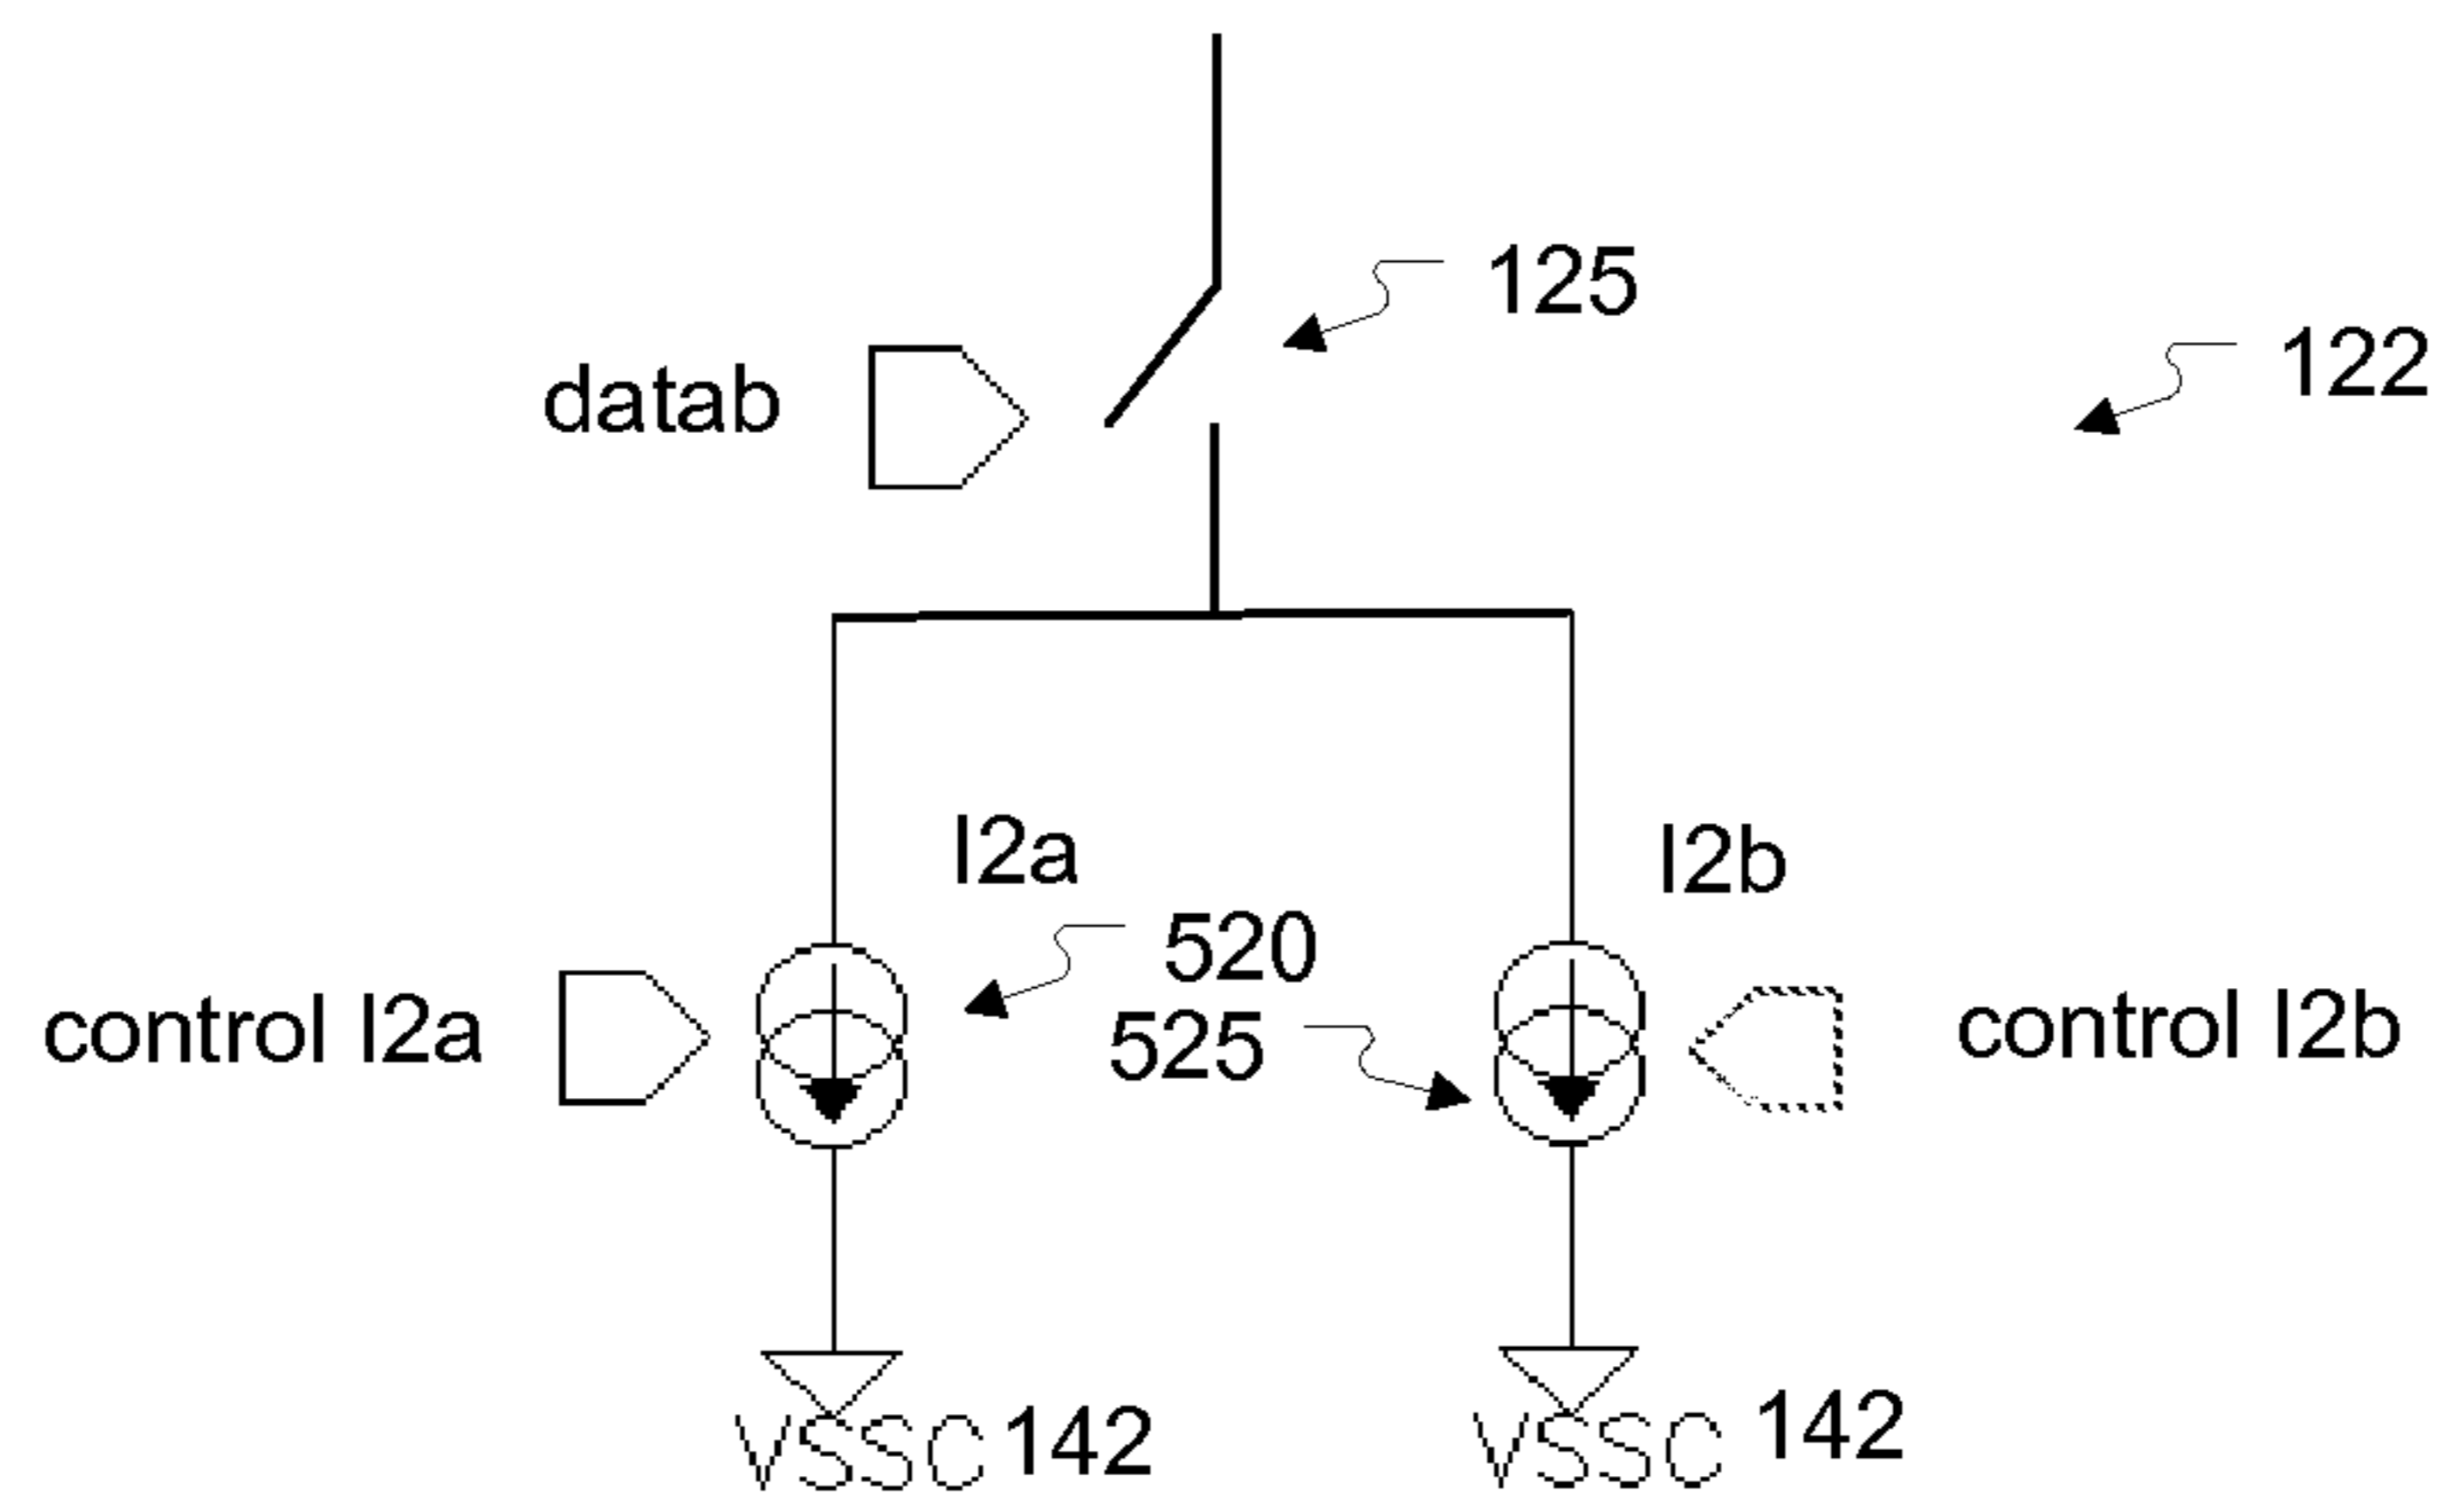 125
122
datab
I2a
I2b
520
525
control I2a
control I2b
VSSC 142
VSSC 142